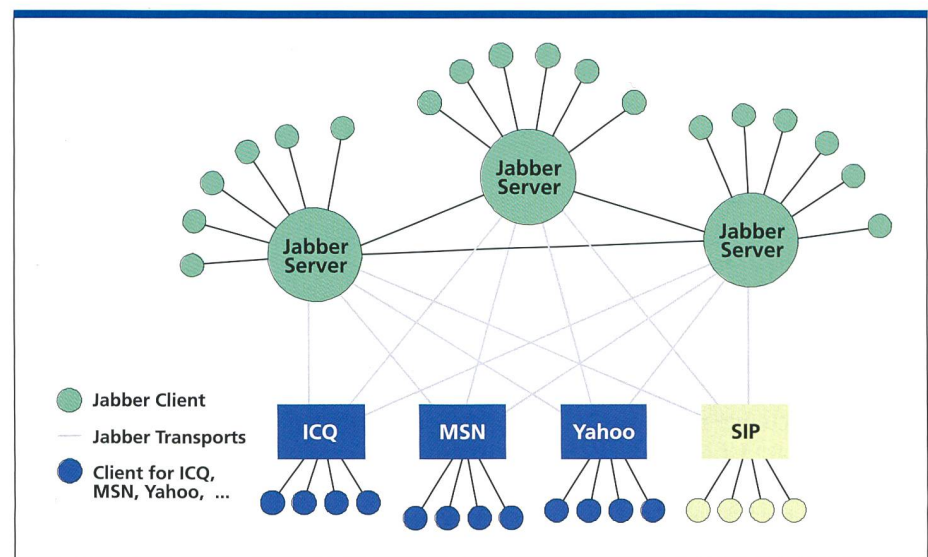 Jabber
Server
Jabber
Server
Jabber
Server
Jabber Client
Jabber Transports
Client for ICQ,
MSN, Yahoo, ...
ICQ
MSN
Yahoo
SIP